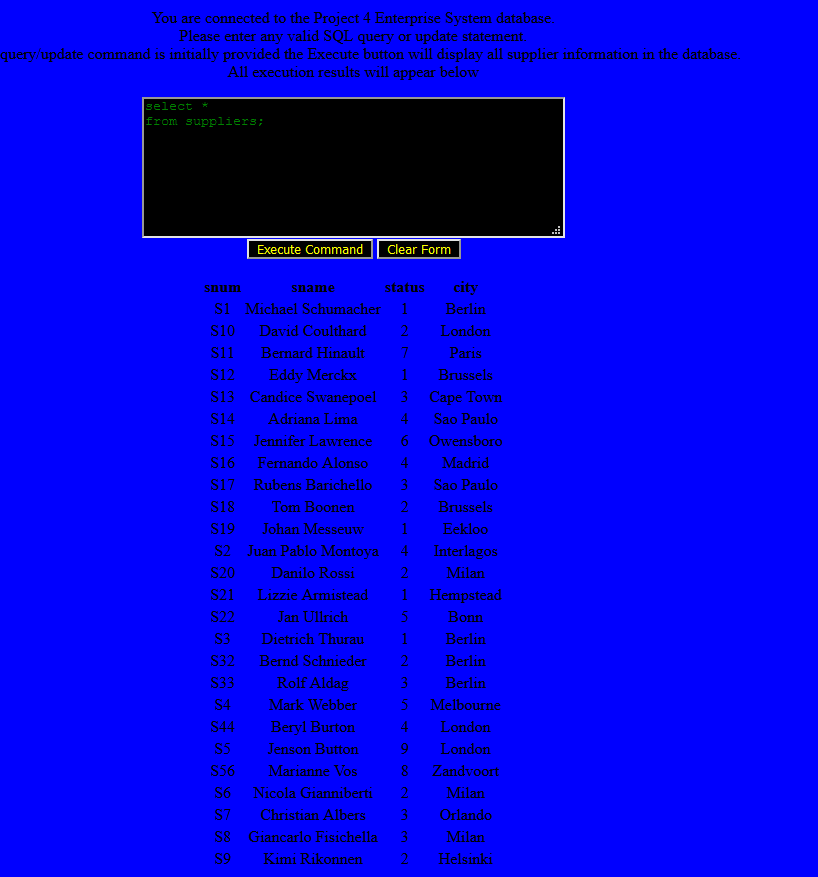 You are connected to the Project 4 Enterprise System database.
Please enter any valid SQL query or update statement.
query/update command is initially provided the Execute button will display all supplier information in the database.
All execution results will appear below
select *
from suppliers;
Execute Command Clear Form
snum sname status city
S1 Michael Schumacher 1 Berlin
S10 David Coulthard 2 London
S11 Bernard Hinault 7 Paris
S12 Eddy Merckx 1 Brussels
S13 Candice Swanepoel 3 Cape Town
S14 Adriana Lima 4 Sao Paulo
S15 Jennifer Lawrence 6 Owensboro
S16 Fernando Alonso 4 Madrid
S17 Rubens Barichello 3 Sao Paulo
S18 Tom Boonen 2 Brussels
S19 Johan Messeuw 1 Eekloo
S2 Juan Pablo Montoya 4 Interlagos
S20 Danilo Rossi 2 Milan
S21 Lizzie Armistead 1 Hempstead
S22 Jan Ullrich 5 Bonn
S3 Dietrich Thurau 1 Berlin
S32 Bernd Schnieder 2 Berlin
S33 Rolf Aldag 3 Berlin
S4 Mark Webber 5 Melbourne
S44 Beryl Burton 4 London
S5 Jenson Button 9 London
S56 Marianne Vos 8 Zandvoort
S6 Nicola Gianniberti 2 Milan
S7 Christian Albers 3 Orlando
S8 Giancarlo Fisichella 3 Milan
S9 Kimi Rikonnen 2 Helsinki